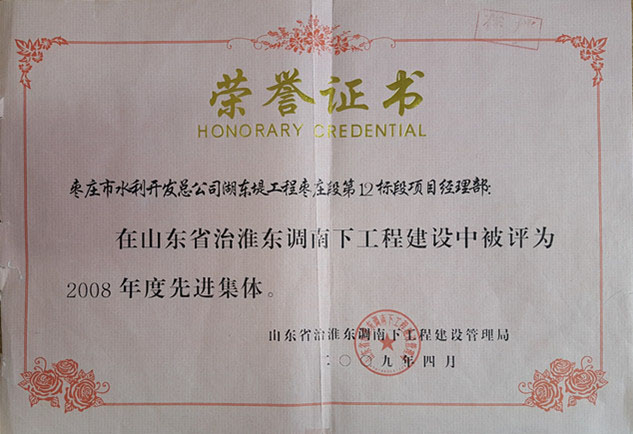 荣誉证书
HONORARY CREDENTIAL
枣庄市水利开发总公司湖东堤工程枣庄段第12标段项目经理部:
在山东省治淮东调南下工程建设中被评为
2008年度先进集体。
山东省治淮东调南下工程建设管理局
二〇〇九年四月